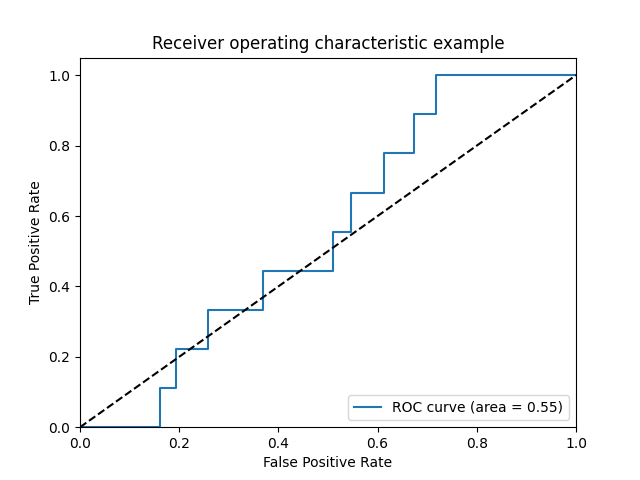 Receiver operating characteristic example
True Positive Rate
1.0
0.8
0.6
0.4
0.2
0.0
ROC curve (area = 0.55)
0.0 0.2 0.4 0.6 0.8 1.0
False Positive Rate